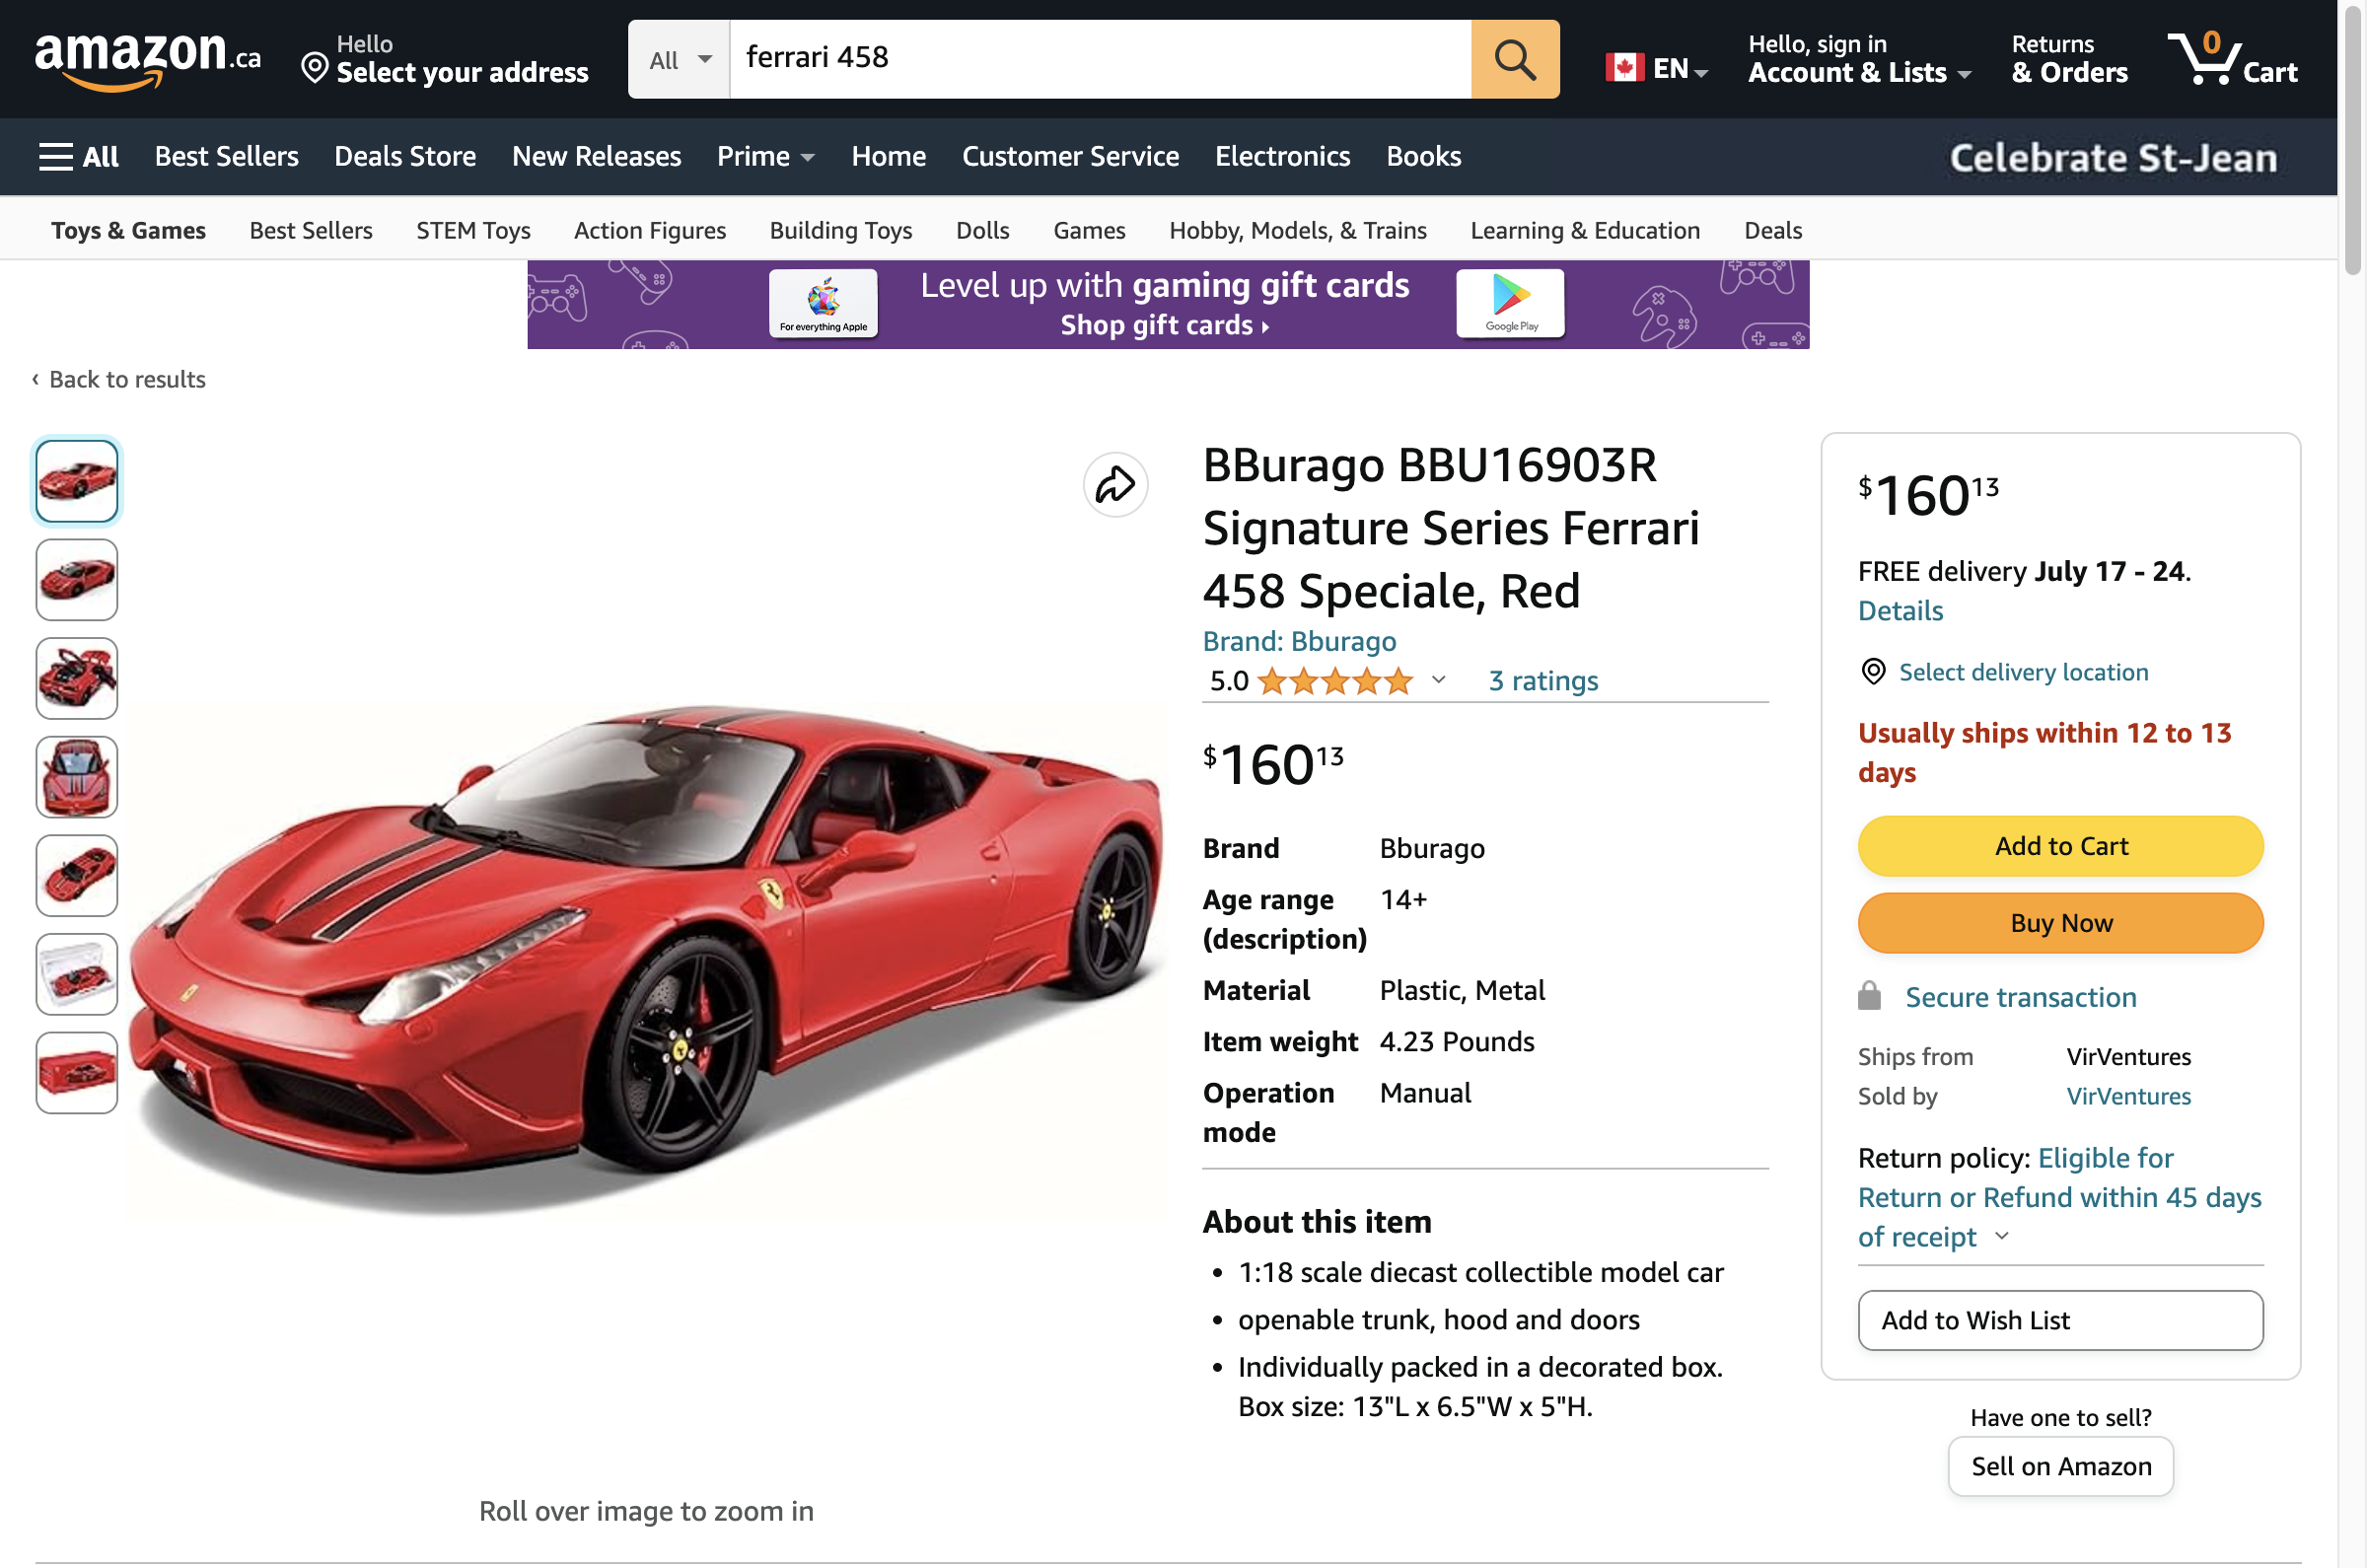 amazon.ca
Hello
Select your address
All
ferrari 458
EN
Hello, sign in
Account & Lists
Returns
& Orders
0
Cart
All
Best Sellers
Deals Store
New Releases
Prime
Home
Customer Service
Electronics
Books
Celebrate St-Jean
Toys & Games
Best Sellers
STEM Toys
Action Figures
Building Toys
Dolls
Games
Hobby, Models, & Trains
Learning & Education
Deals
For everything Apple
Level up with gaming gift cards
Shop gift cards ›
Google Play
‹ Back to results
BBurago BBU16903R
Signature Series Ferrari
458 Speciale, Red
Brand: Bburago
5.0
3 ratings
$160 13
Brand Bburago
Age range 14+
(description)
Material Plastic, Metal
Item weight 4.23 Pounds
Operation Manual
mode
About this item
• 1:18 scale diecast collectible model car
• openable trunk, hood and doors
• Individually packed in a decorated box.
Box size: 13"L x 6.5"W x 5"H.
Roll over image to zoom in
$160 13
FREE delivery July 17 - 24.
Details
Select delivery location
Usually ships within 12 to 13
days
Add to Cart
Buy Now
Secure transaction
Ships from VirVentures
Sold by VirVentures
Return policy: Eligible for
Return or Refund within 45 days
of receipt
Add to Wish List
Have one to sell?
Sell on Amazon